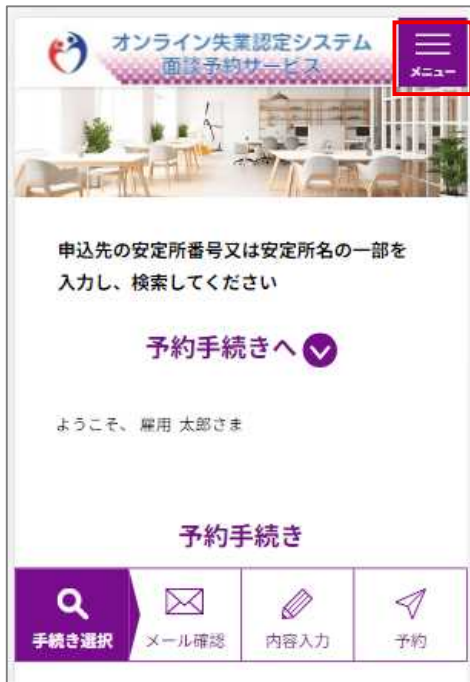 オンライン失業認定システム
面談予約サービス
メニュー
申込先の安定所番号又は安定所名の一部を
入力し、検索してください
予約手続きへ
ようこそ、 雇用 太郎さま
予約手続き
手続き選択
メール確認
内容入力
予約